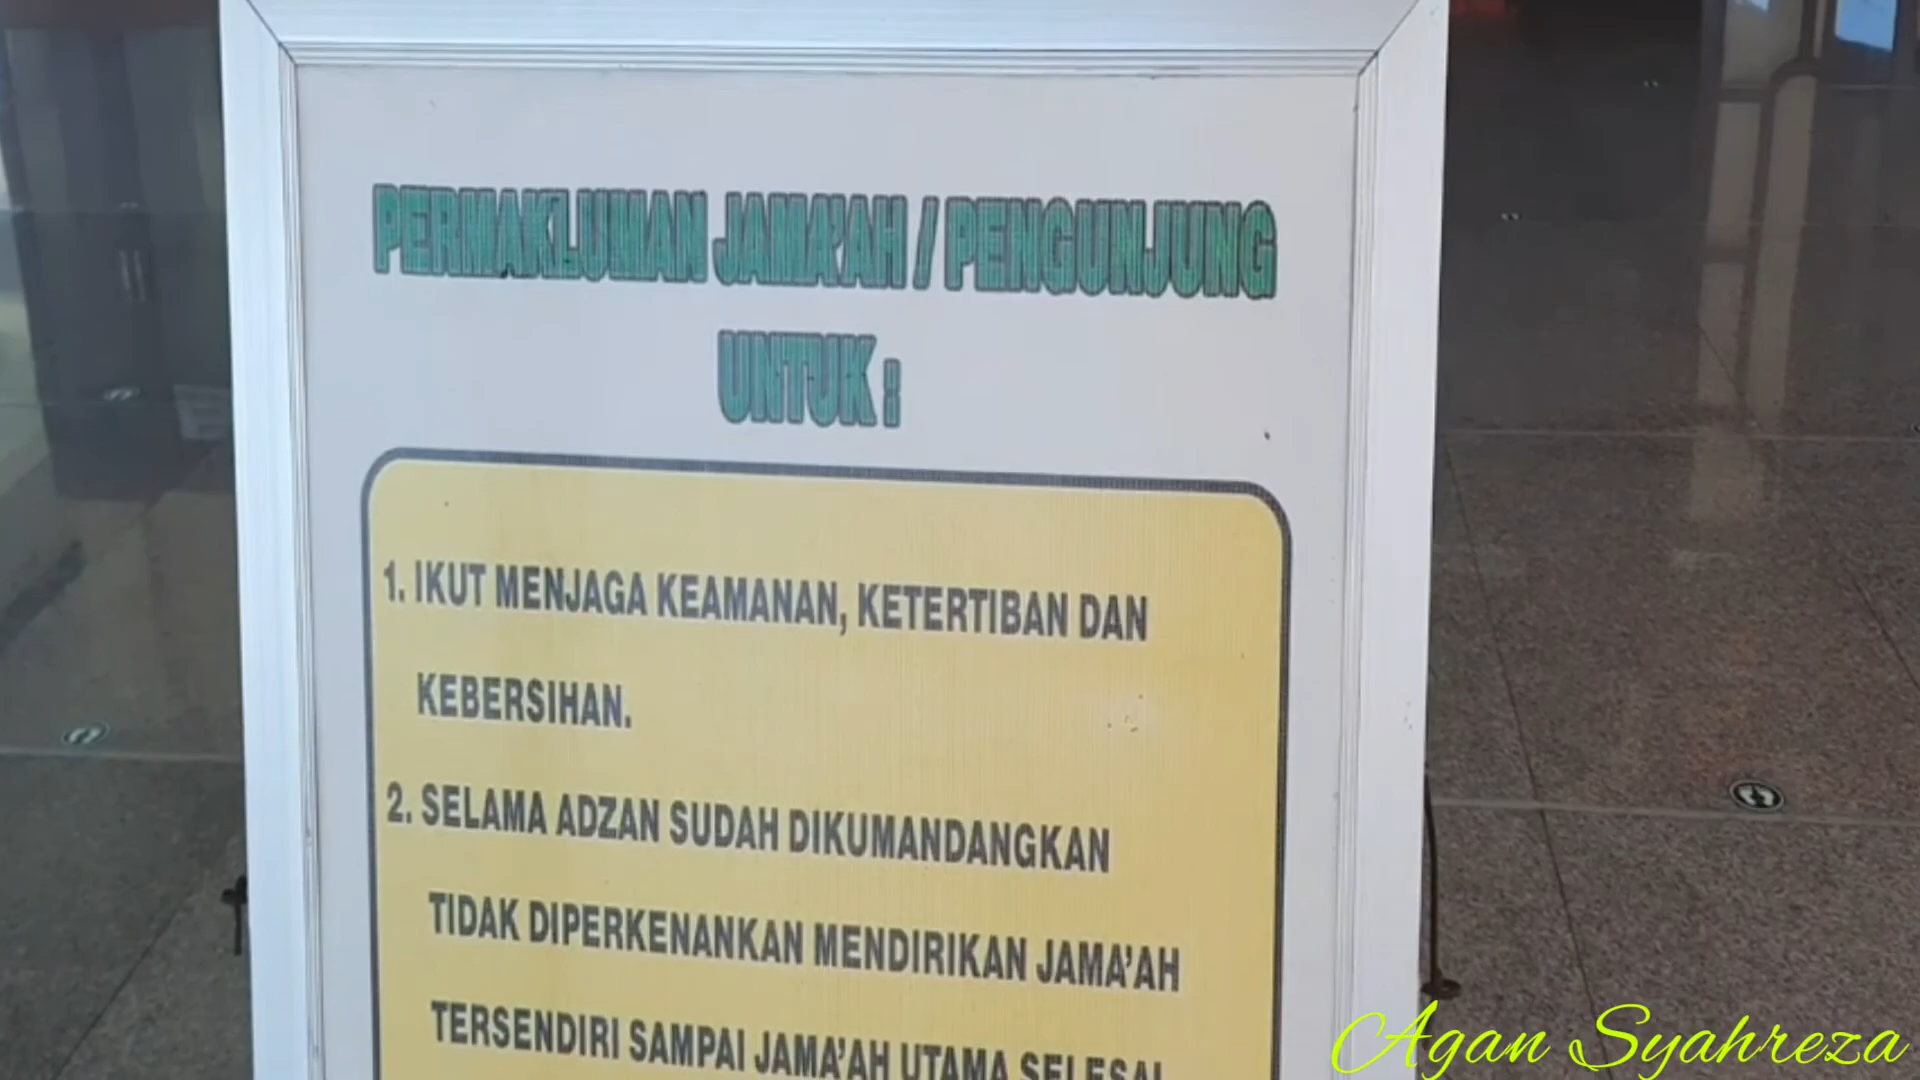 PERMAKLUMAN JAMA'AH / PENGUNJUNG
UNTUK :
1. IKUT MENJAGA KEAMANAN, KETERTIBAN DAN
KEBERSIHAN.
2. SELAMA ADZAN SUDAH DIKUMANDANGKAN
TIDAK DIPERKENANKAN MENDIRIKAN JAMA'AH
TERSENDIRI SAMPAI JAMA'AH UTAMA SELESAI
Agan Syahreza